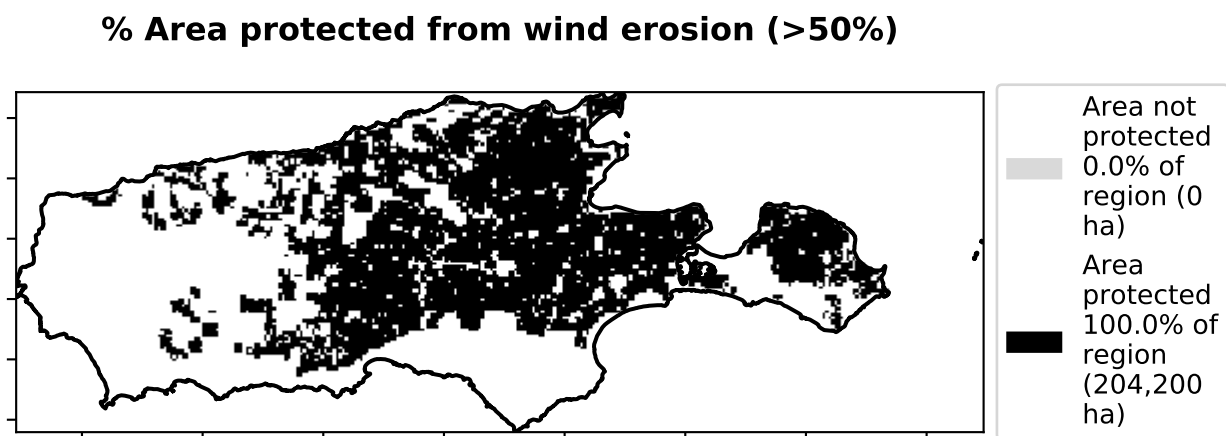 % Area protected from wind erosion (>50%)
Area not
protected
0.0% of
region (0
ha)
Area
protected
100.0% of
region
(204,200
ha)